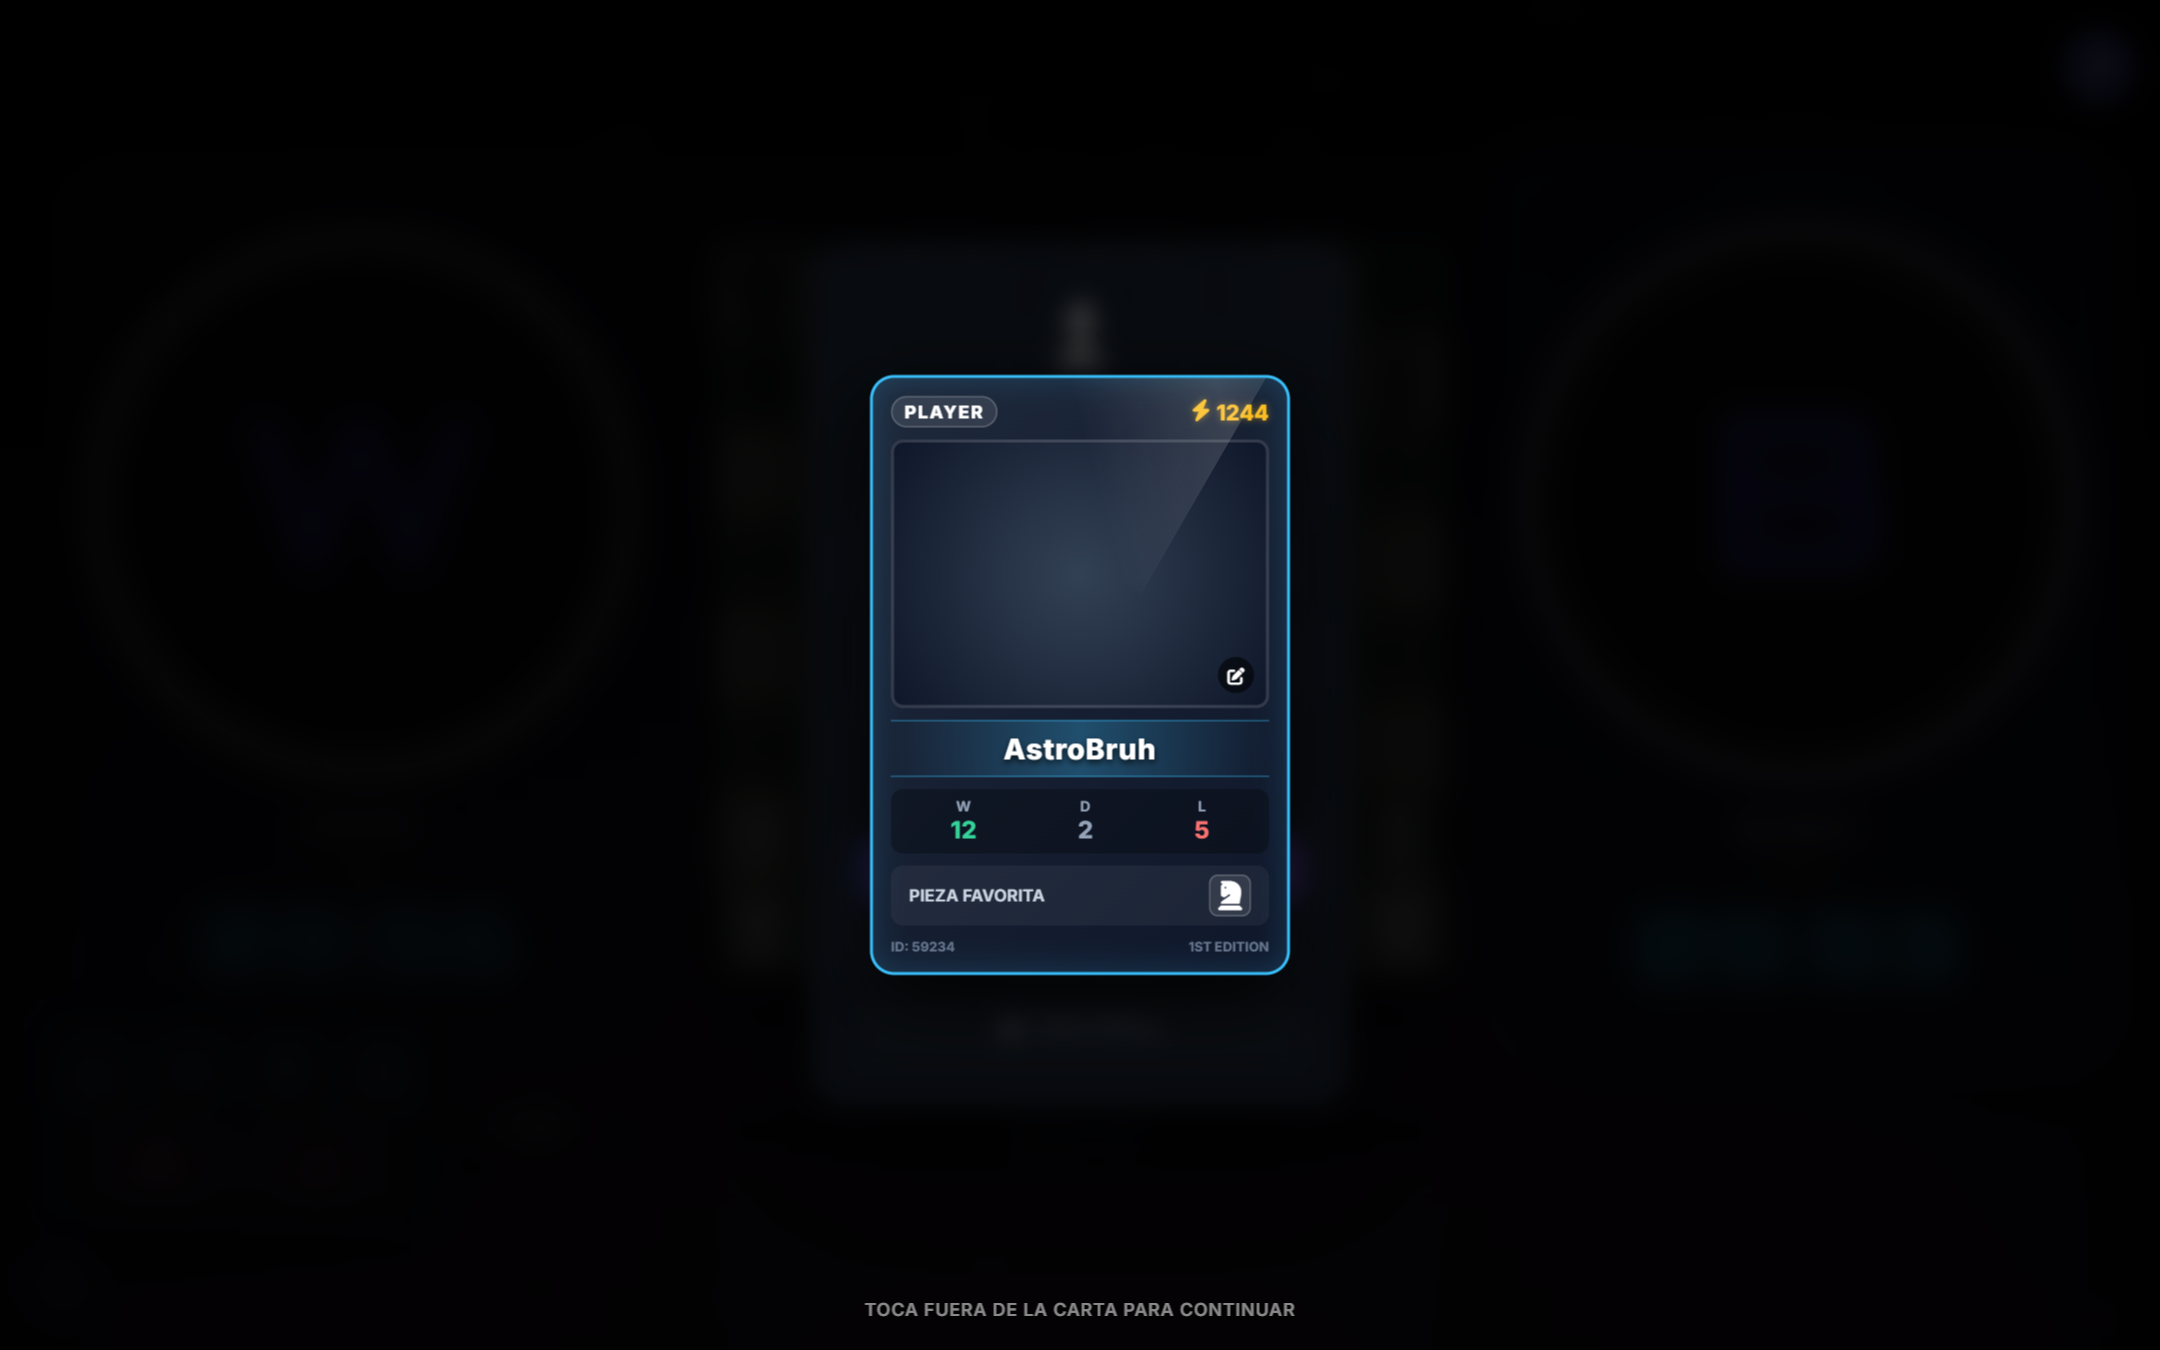 PLAYER 1244
AstroBruh
W D L
12 2 5
PIEZA FAVORITA
ID: 59234 1ST EDITION
TOCA FUERA DE LA CARTA PARA CONTINUAR